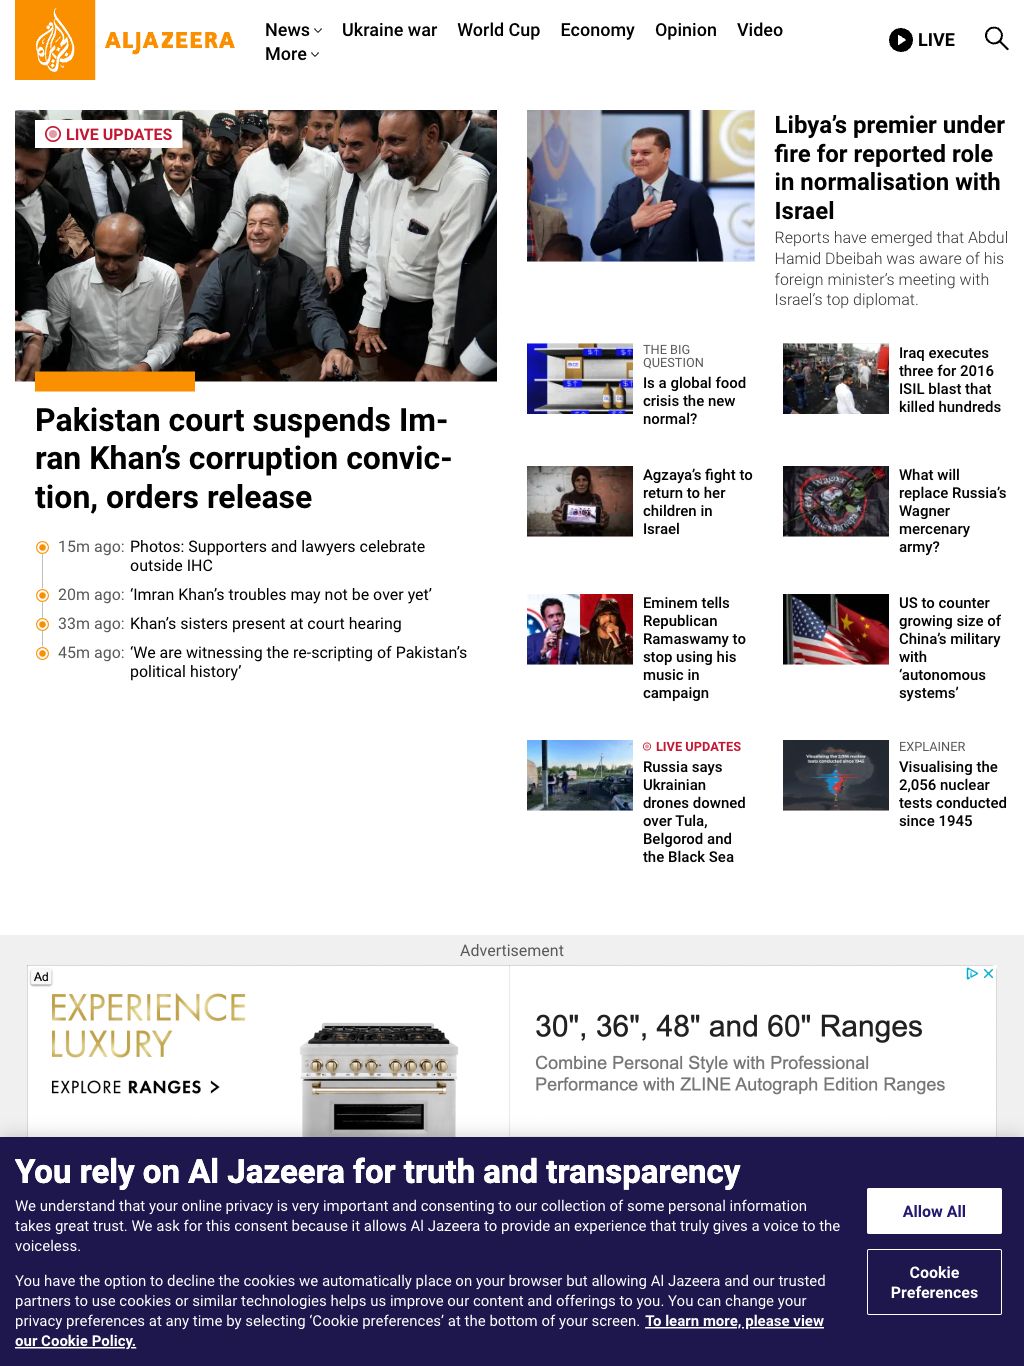 ALJAZEERA
News
Ukraine war
World Cup
Economy
Opinion
Video
More
LIVE
LIVE UPDATES
Pakistan court suspends Im-
ran Khan’s corruption convic-
tion, orders release
15m ago: Photos: Supporters and lawyers celebrate
outside IHC
20m ago: ‘Imran Khan’s troubles may not be over yet’
33m ago: Khan’s sisters present at court hearing
45m ago: ‘We are witnessing the re-scripting of Pakistan’s
political history’
Libya’s premier under
fire for reported role
in normalisation with
Israel
Reports have emerged that Abdul
Hamid Dbeibah was aware of his
foreign minister’s meeting with
Israel’s top diplomat.
THE BIG
QUESTION
Is a global food
crisis the new
normal?
Iraq executes
three for 2016
ISIL blast that
killed hundreds
Agzaya’s fight to
return to her
children in
Israel
What will
replace Russia’s
Wagner
mercenary
army?
Eminem tells
Republican
Ramaswamy to
stop using his
music in
campaign
US to counter
growing size of
China’s military
with
‘autonomous
systems’
LIVE UPDATES
Russia says
Ukrainian
drones downed
over Tula,
Belgorod and
the Black Sea
Visualising the 2,056 nuclear
tests conducted since 1945
EXPLAINER
Visualising the
2,056 nuclear
tests conducted
since 1945
Advertisement
Ad
EXPERIENCE
LUXURY
EXPLORE RANGES >
30", 36", 48" and 60" Ranges
Combine Personal Style with Professional
Performance with ZLINE Autograph Edition Ranges
You rely on Al Jazeera for truth and transparency
We understand that your online privacy is very important and consenting to our collection of some personal information
takes great trust. We ask for this consent because it allows Al Jazeera to provide an experience that truly gives a voice to the
voiceless.
You have the option to decline the cookies we automatically place on your browser but allowing Al Jazeera and our trusted
partners to use cookies or similar technologies helps us improve our content and offerings to you. You can change your
privacy preferences at any time by selecting ‘Cookie preferences’ at the bottom of your screen. To learn more, please view
our Cookie Policy.
Allow All
Cookie
Preferences